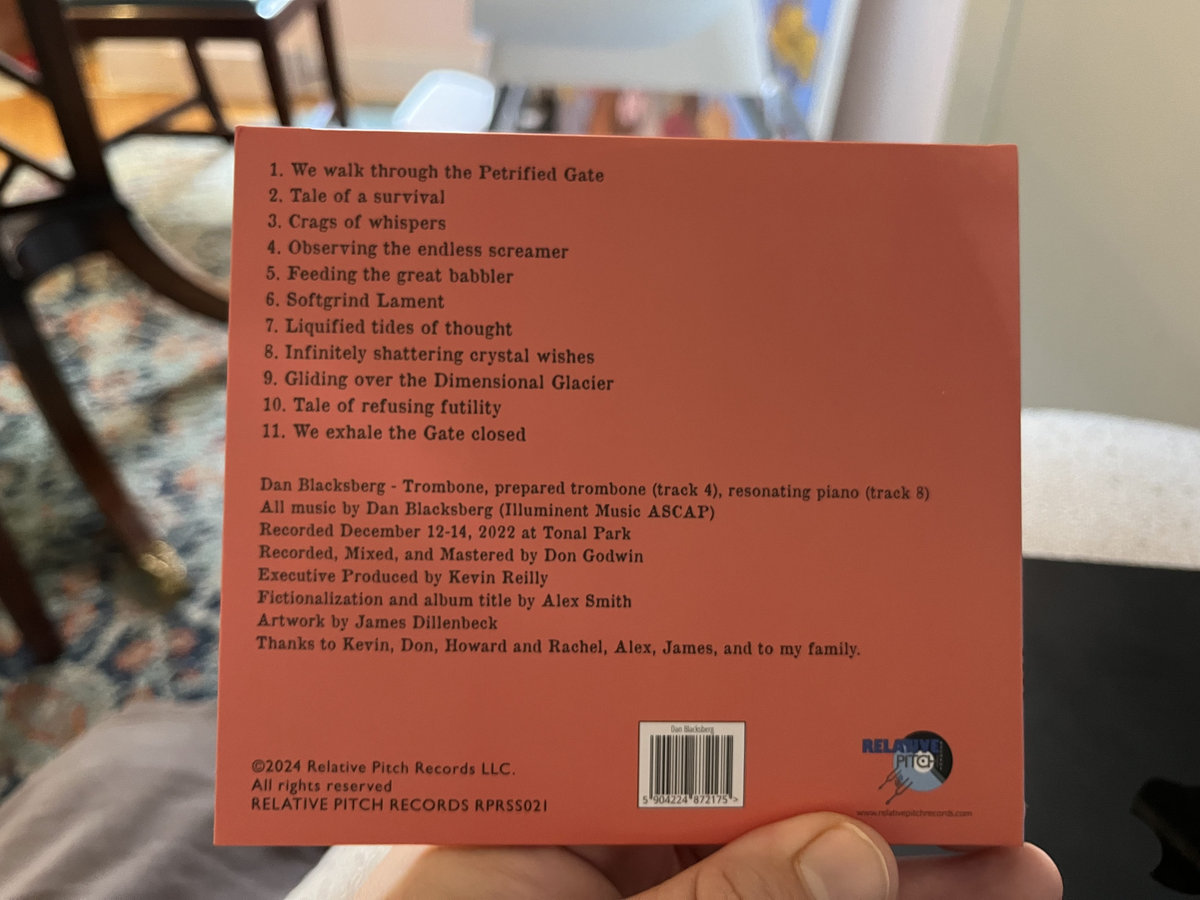 1. We walk through the Petrified Gate
2. Tale of a survival
3. Crags of whispers
4. Observing the endless screamer
5. Feeding the great babbler
6. Softgrind Lament
7. Liquified tides of thought
8. Infinitely shattering crystal wishes
9. Gliding over the Dimensional Glacier
10. Tale of refusing futility
11. We exhale the Gate closed
Dan Blacksberg - Trombone, prepared trombone (track 4), resonating piano (track 8)
All music by Dan Blacksberg (Illuminent Music ASCAP)
Recorded December 12-14, 2022 at Tonal Park
Recorded, Mixed, and Mastered by Don Godwin
Executive Produced by Kevin Reilly
Fictionalization and album title by Alex Smith
Artwork by James Dillenbeck
Thanks to Kevin, Don, Howard and Rachel, Alex, James, and to my family.
©2024 Relative Pitch Records LLC.
All rights reserved
RELATIVE PITCH RECORDS RPRSS021
Dan Blacksberg
5 904224 872175 >
RELATIVE
PITCH
www.relativepitchrecords.com